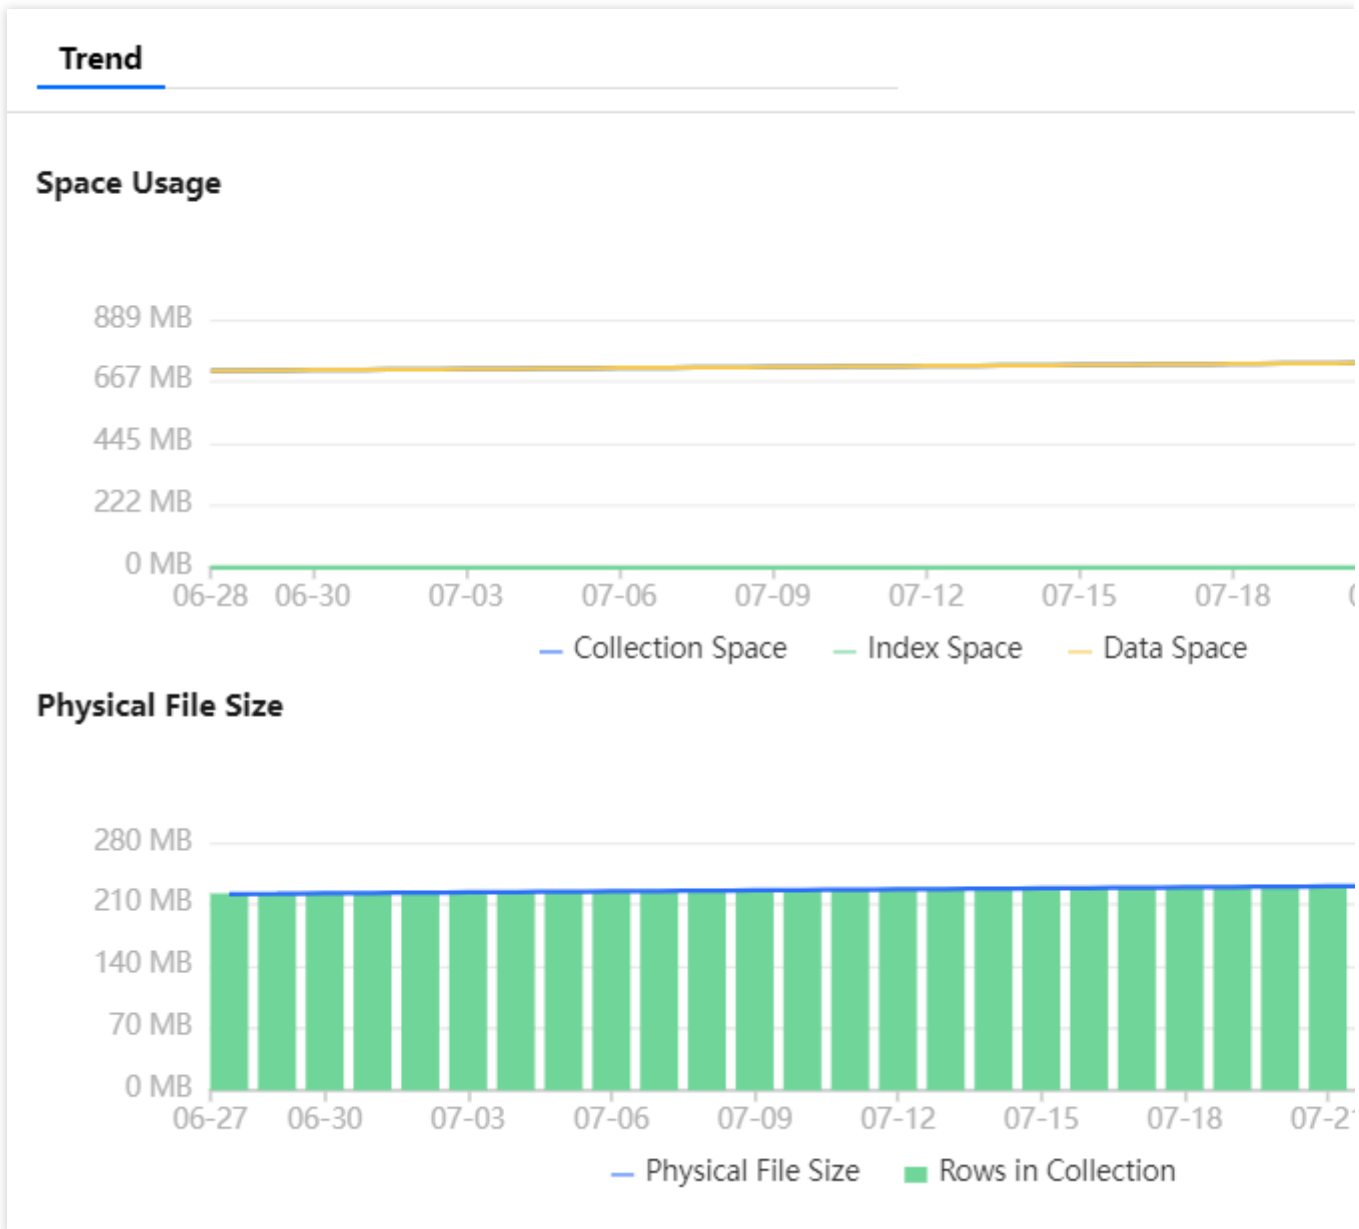 Trend
Space Usage
889 MB
667 MB
445 MB
222 MB
0 MB
06-28 06-30 07-03 07-06 07-09 07-12 07-15 07-18
Collection Space Index Space Data Space
Physical File Size
280 MB
210 MB
140 MB
70 MB
0 MB
06-27 06-30 07-03 07-06 07-09 07-12 07-15 07-18
Physical File Size Rows in Collection